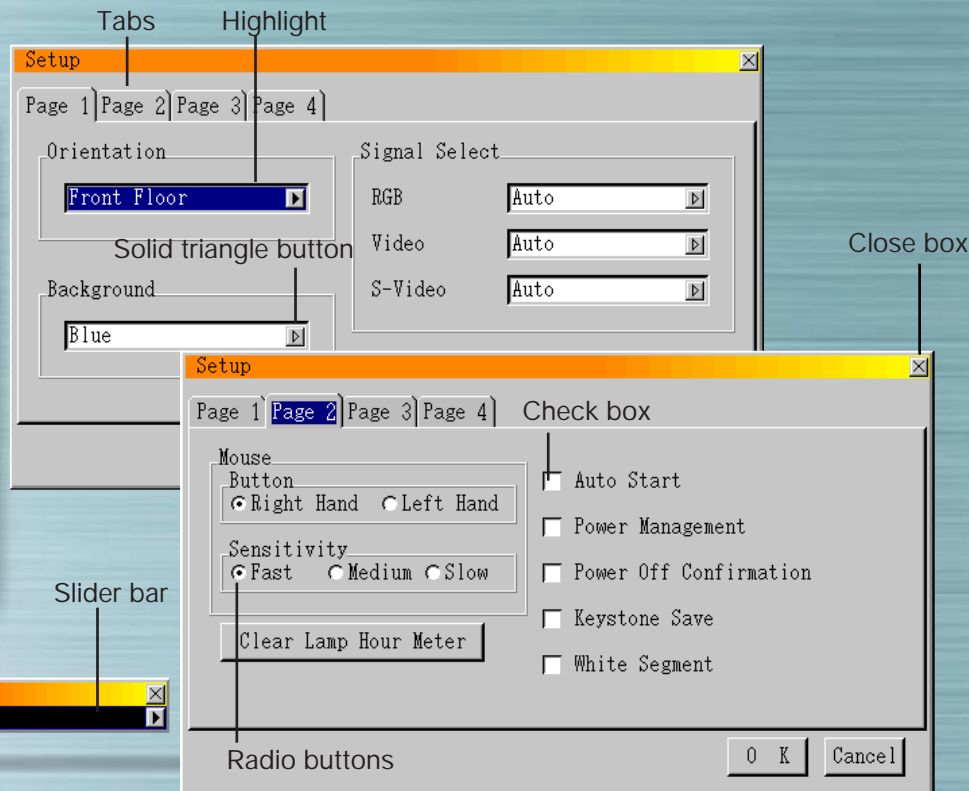 Tabs
Highlight
Setup
Page 1 Page 2 Page 3 Page 4
Orientation
Front Floor
Solid triangle button
Background
Blue
Signal Select
RGB Auto
Video Auto
S-Video Auto
Close box
Setup
Page 1 Page 2 Page 3 Page 4
Check box
Mouse
Button
Right Hand Left Hand
Sensitivity
Fast Medium Slow
Clear Lamp Hour Meter
Auto Start
Power Management
Power Off Confirmation
Keystone Save
White Segment
Slider bar
Radio buttons
O K Cancel